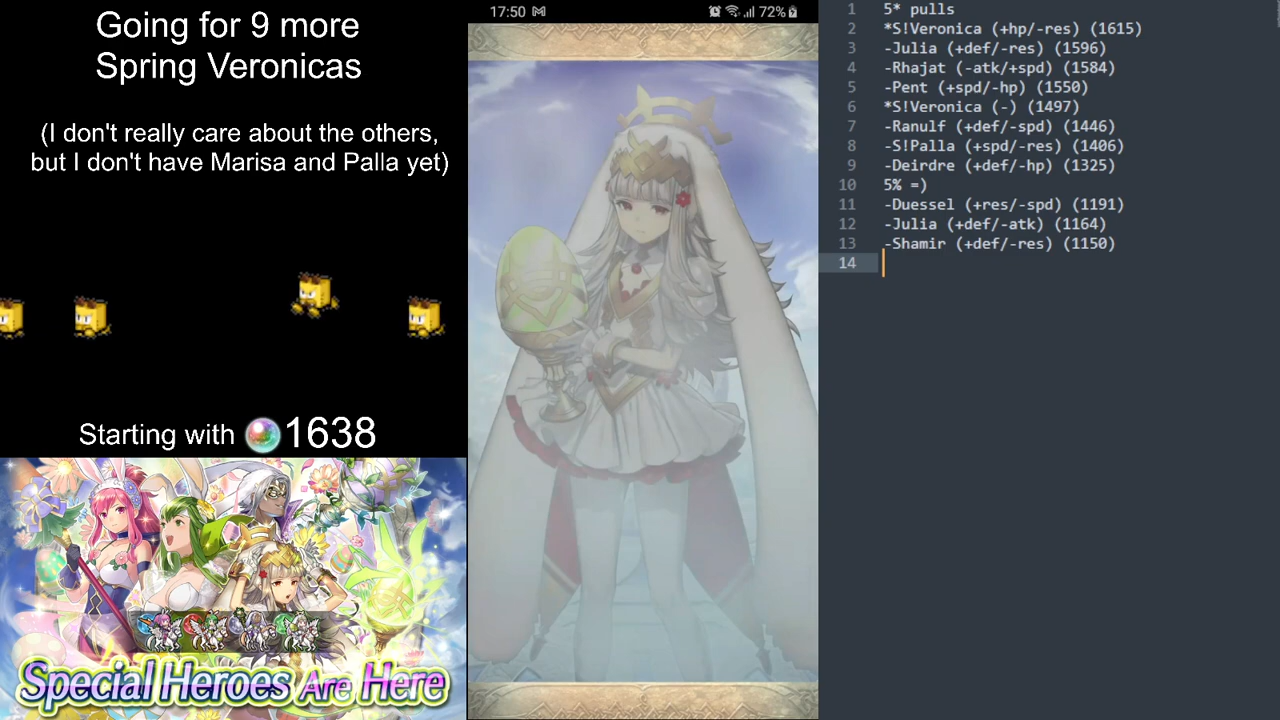 Going for 9 more
Spring Veronicas
(I don't really care about the others,
but I don't have Marisa and Palla yet)
Starting with 1638
Special Heroes Are Here
17:50
72%
1 5* pulls
2 *S!Veronica (+hp/-res) (1615)
3 -Julia (+def/-res) (1596)
4 -Rhajat (-atk/+spd) (1584)
5 -Pent (+spd/-hp) (1550)
6 *S!Veronica (-) (1497)
7 -Ranulf (+def/-spd) (1446)
8 -S!Palla (+spd/-res) (1406)
9 -Deirdre (+def/-hp) (1325)
10 5% =)
11 -Duessel (+res/-spd) (1191)
12 -Julia (+def/-atk) (1164)
13 -Shamir (+def/-res) (1150)
14